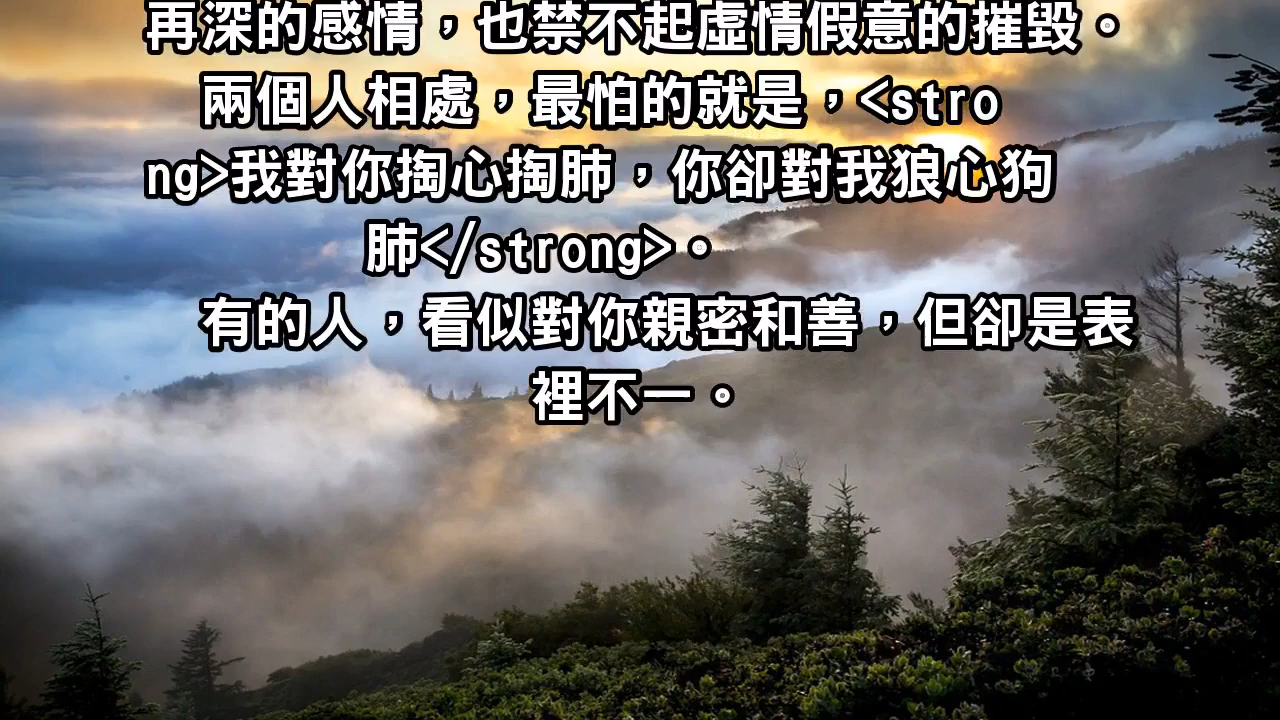 再深的感情，也禁不起虛情假意的摧毀。
兩個人相處，最怕的就是，<stro
ng>我對你掏心掏肺，你卻對我狼心狗
肺</strong>。
有的人，看似對你親密和善，但卻是表
裡不一。